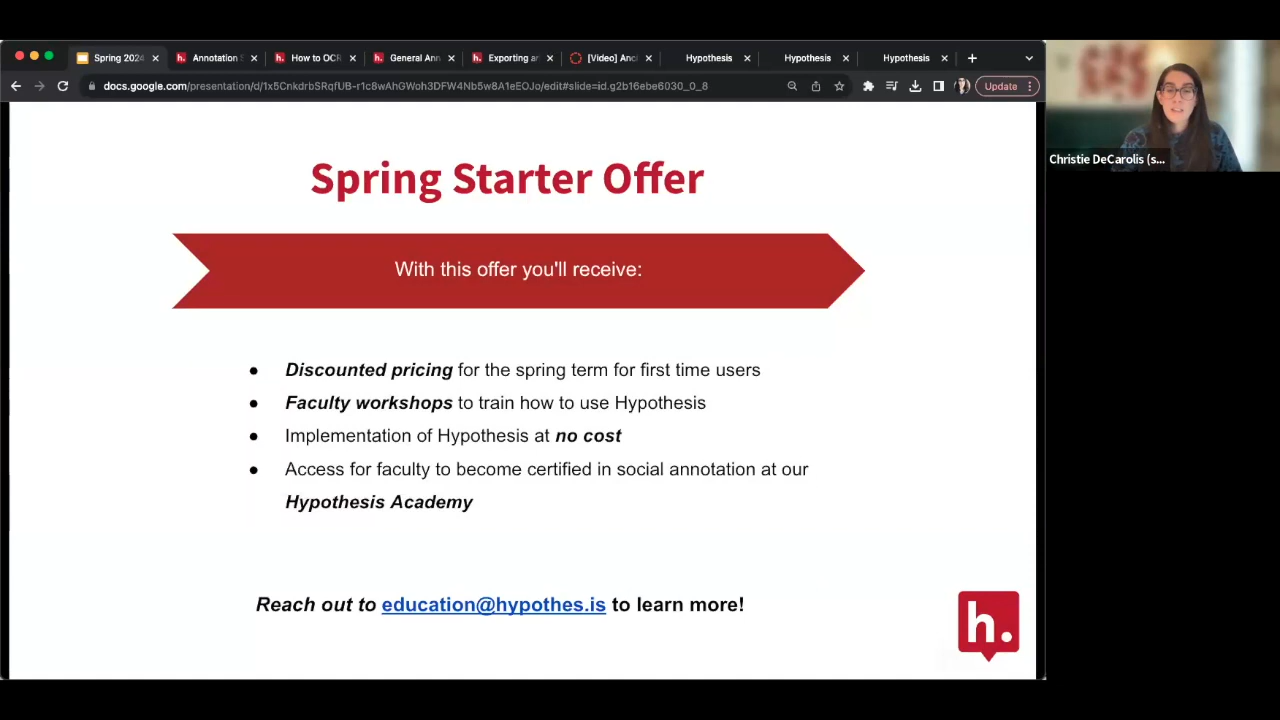 Spring 2024
Annotation S
How to OCR
General Ann
Exporting an
[Video] Anch
Hypothesis
Hypothesis
Hypothesis
docs.google.com/presentation/d/1x5CnkdrbSRqfUB-r1c8wAhGWoh3DFW4Nb5w8A1eEOJo/edit#slide=id.g2b16ebe6030_0_8
Update
Christie DeCarolis (s...
Spring Starter Offer
With this offer you'll receive:
● Discounted pricing for the spring term for first time users
● Faculty workshops to train how to use Hypothesis
● Implementation of Hypothesis at no cost
● Access for faculty to become certified in social annotation at our
Hypothesis Academy
Reach out to education@hypothes.is to learn more!
h.